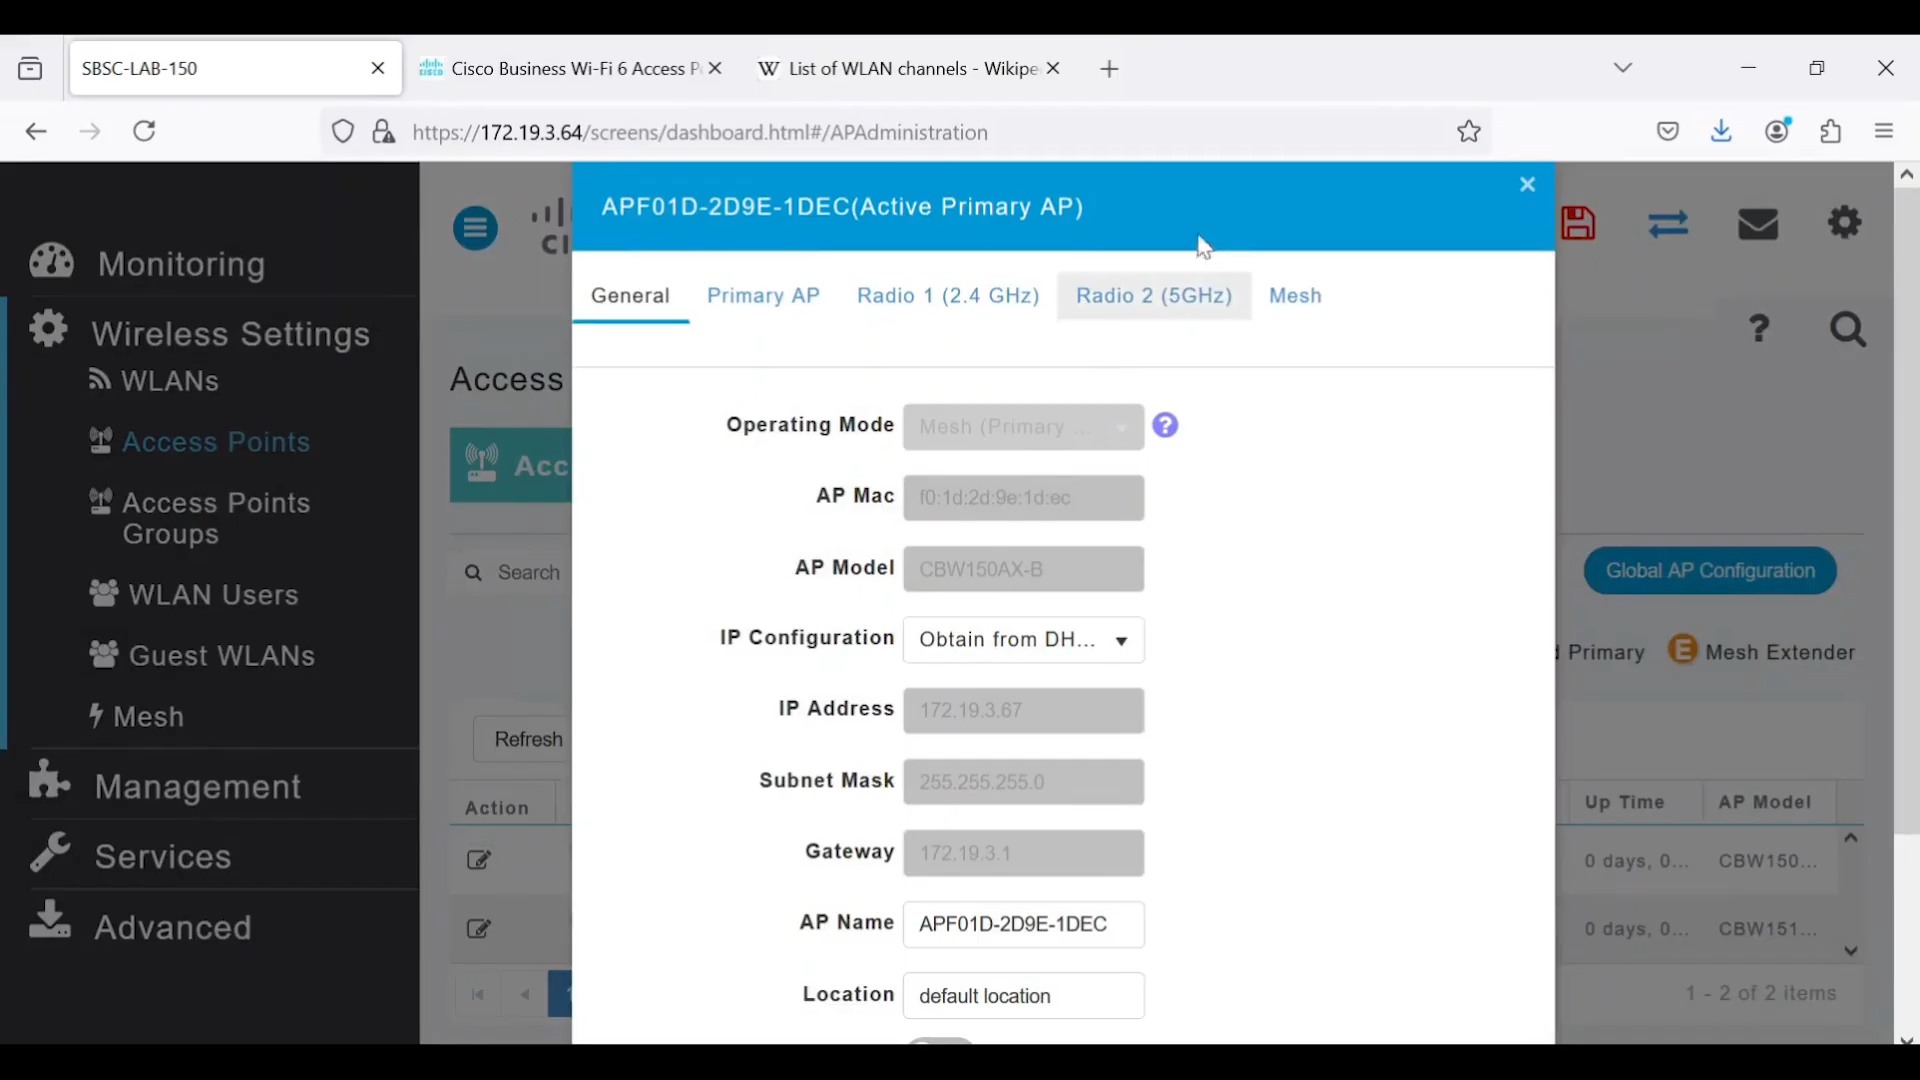 SBSC-LAB-150
Cisco Business Wi-Fi 6 Access P
List of WLAN channels - Wikipe
https://172.19.3.64/screens/dashboard.html#/APAdministration
APF01D-2D9E-1DEC(Active Primary AP)
General
Primary AP
Radio 1 (2.4 GHz)
Radio 2 (5GHz)
Mesh
Monitoring
Wireless Settings
WLANs
Access Points
Access Points
Groups
WLAN Users
Guest WLANs
Mesh
Management
Services
Advanced
CI
Access
Acc
Search
Refresh
Action
Operating Mode
Mesh (Primary ...
AP Mac
f0:1d:2d:9e:1d:ec
AP Model
CBW150AX-B
IP Configuration
Obtain from DH...
IP Address
172.19.3.67
Subnet Mask
255.255.255.0
Gateway
172.19.3.1
AP Name
APF01D-2D9E-1DEC
Location
default location
?
Global AP Configuration
Primary
E Mesh Extender
Up Time
AP Model
0 days, 0...
CBW150...
0 days, 0...
CBW151...
1 - 2 of 2 items